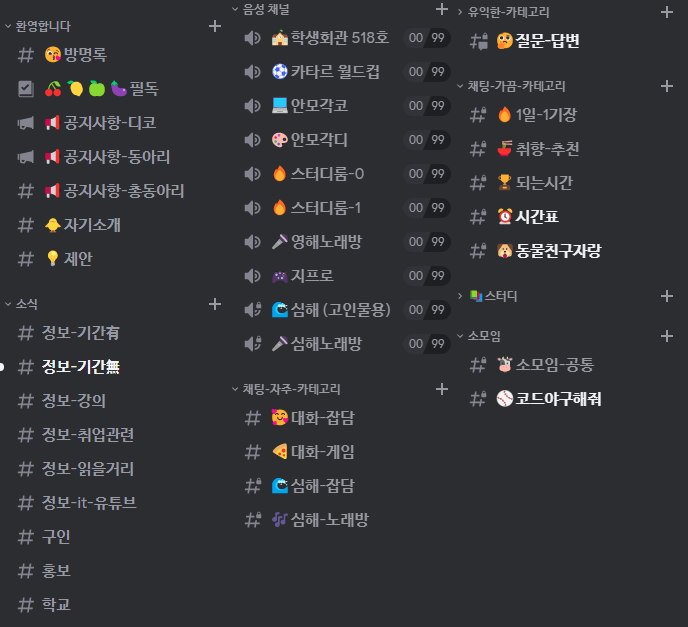 환영합니다
방명록
필독
공지사항-디코
공지사항-동아리
공지사항-총동아리
자기소개
제안
소식
정보-기간有
정보-기간無
정보-강의
정보-취업관련
정보-읽을거리
정보-it-유튜브
구인
홍보
학교
음성 채널
학생회관 518호 00 99
카타르 월드컵 00 99
안모각코 00 99
안모각디 00 99
스터디룸-0 00 99
스터디룸-1 00 99
영해노래방 00 99
지프로 00 99
심해 (고인물용) 00 99
심해노래방 00 99
채팅-자주-카테고리
대화-잡담
대화-게임
심해-잡담
심해-노래방
유익한-카테고리
질문-답변
채팅-가끔-카테고리
1일-1기장
취향-추천
되는시간
시간표
동물친구자랑
스터디
소모임
소모임-공통
코드야구해줘